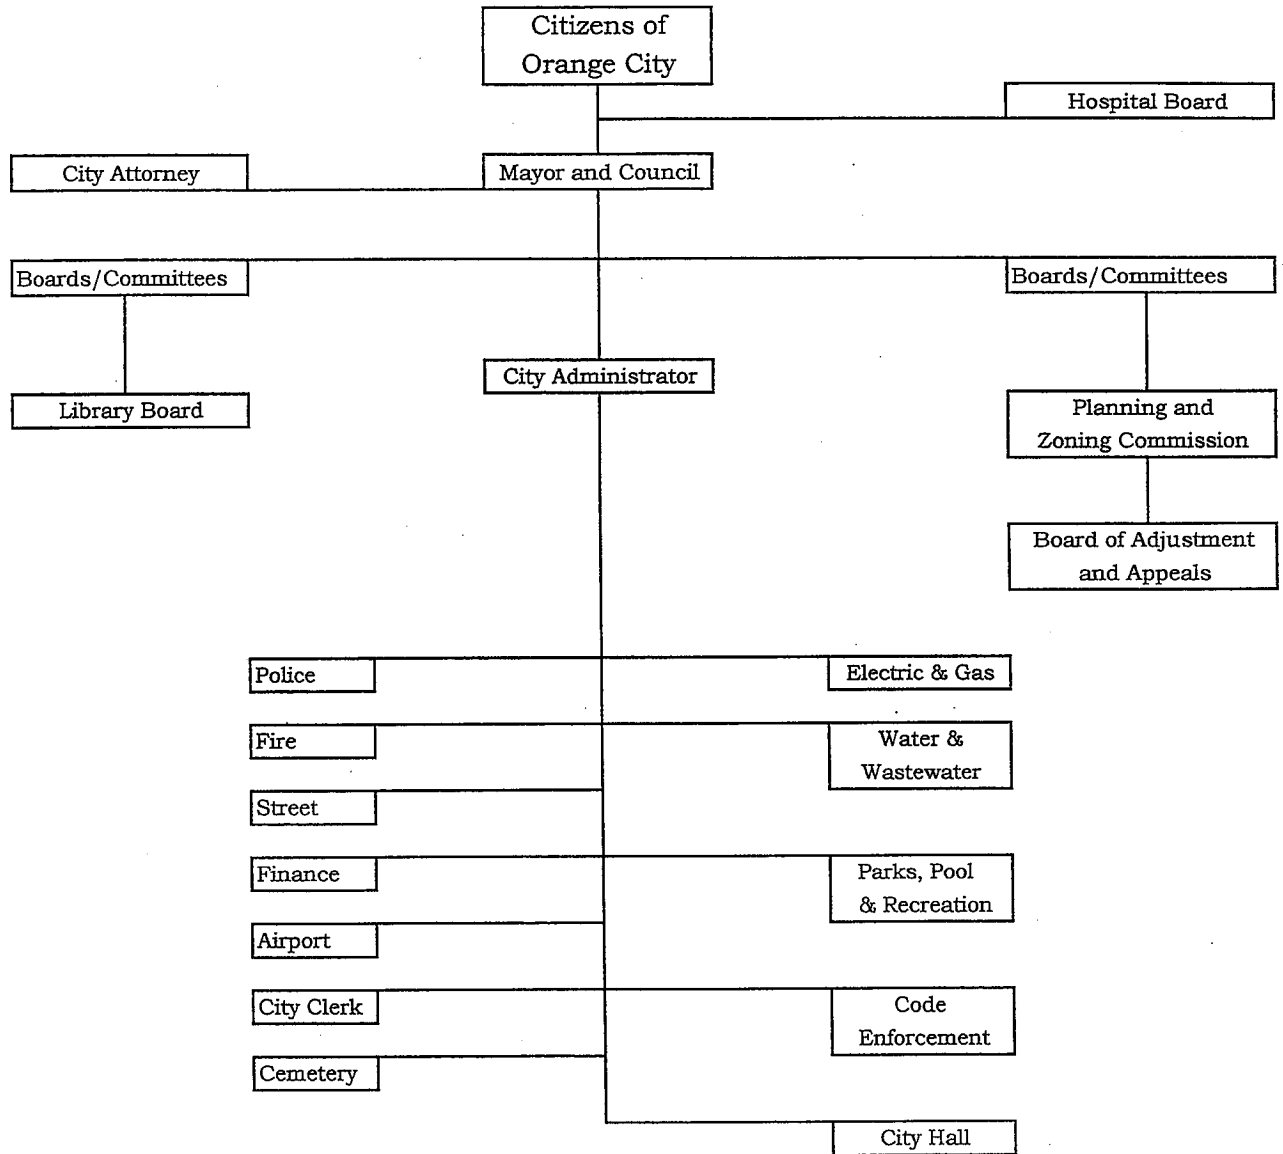 Citizens of
Orange City
Hospital Board
City Attorney
Mayor and Council
Boards/Committees
Boards/Committees
City Administrator
Library Board
Planning and
Zoning Commission
Board of Adjustment
and Appeals
Police
Electric & Gas
Fire
Water &
Wastewater
Street
Finance
Parks, Pool
& Recreation
Airport
City Clerk
Code
Enforcement
Cemetery
City Hall